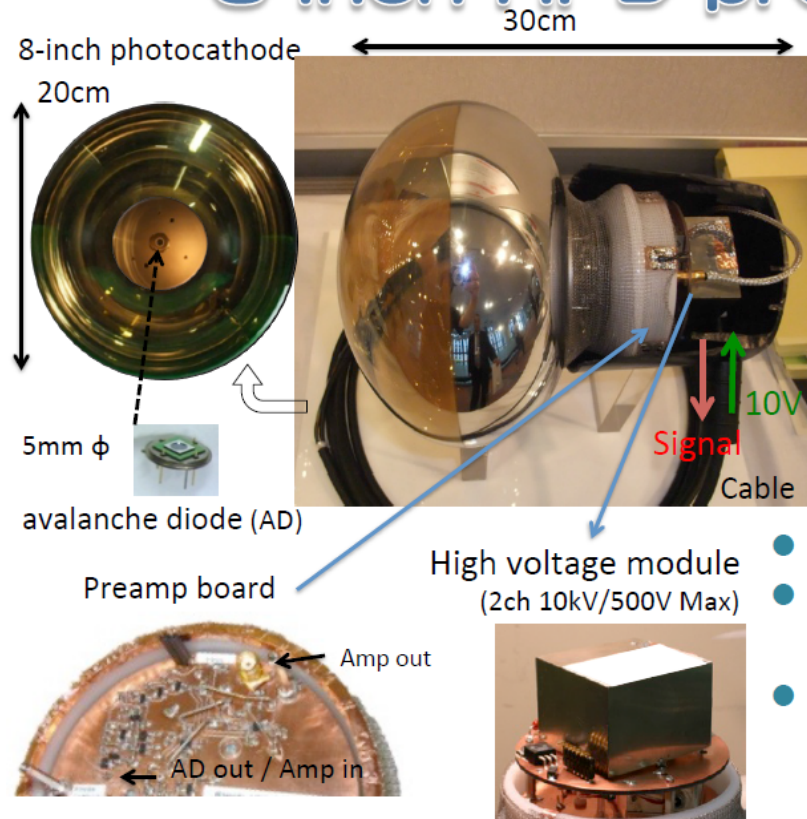 30cm
8-inch photocathode
20cm
5mm ф
avalanche diode (AD)
10V
Signal
Cable
High voltage module
(2ch 10kV/500V Max)
Preamp board
Amp out
AD out / Amp in